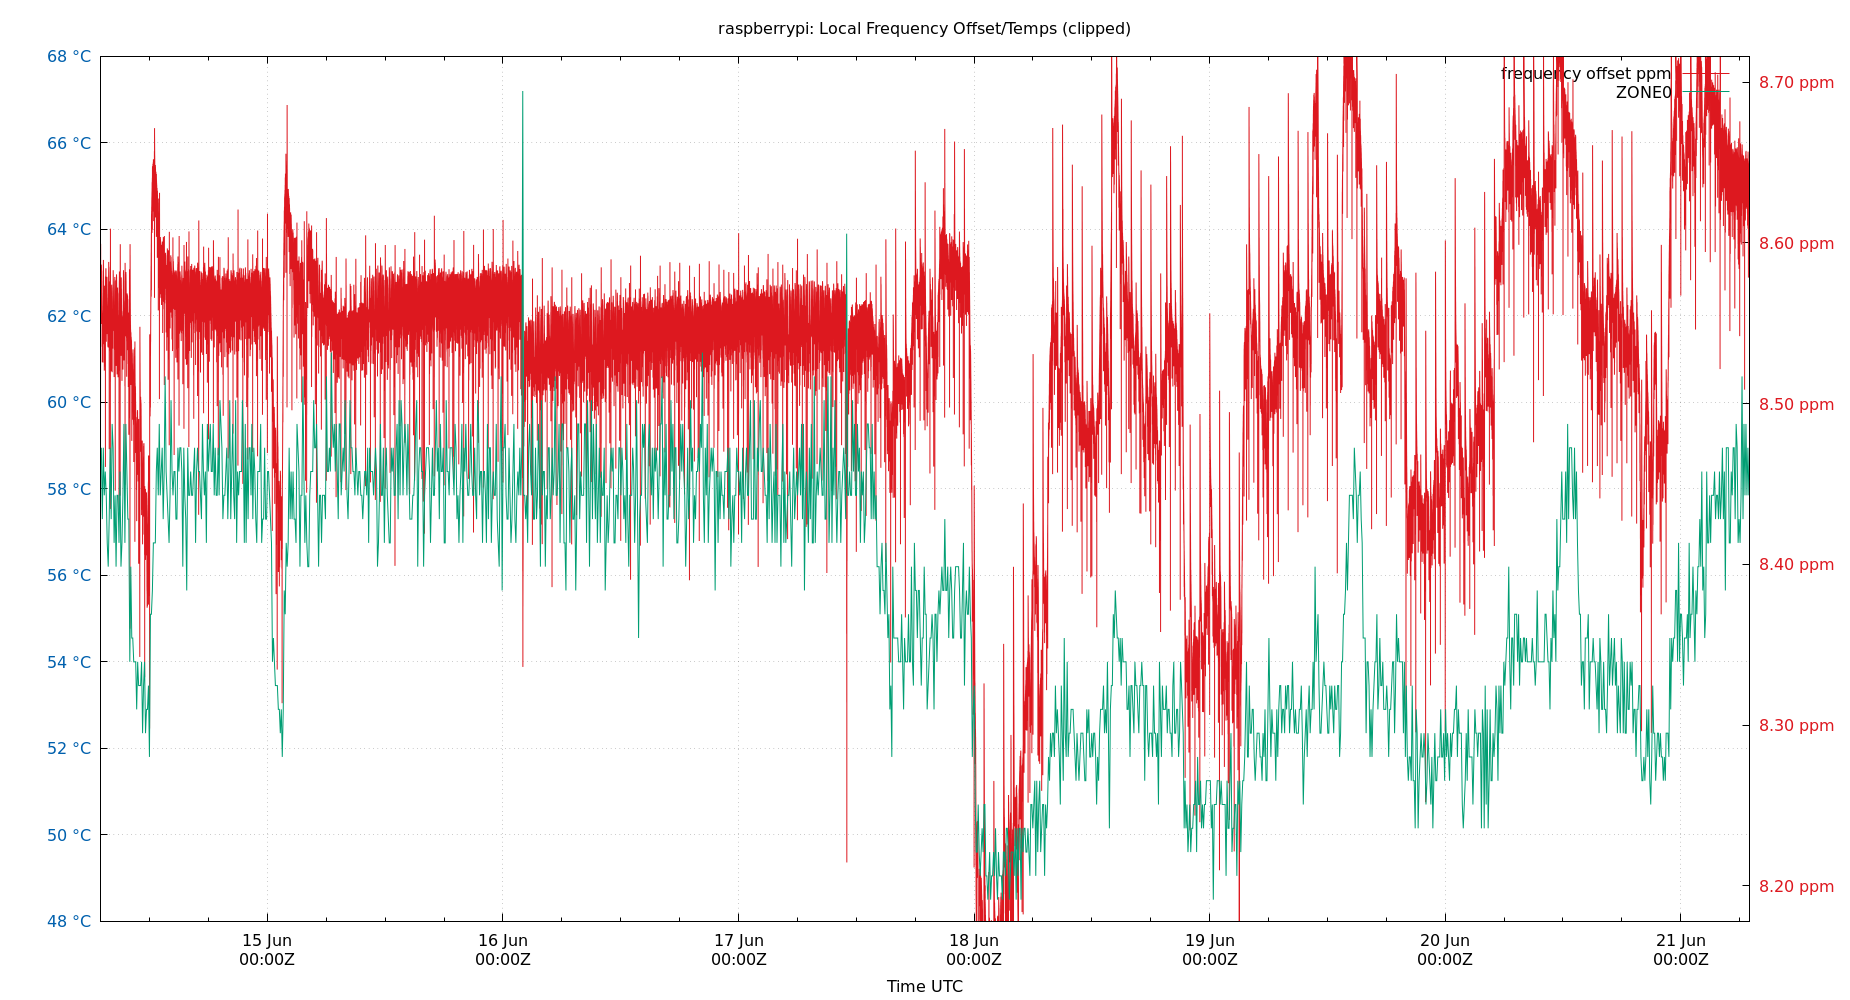 raspberrypi: Local Frequency Offset/Temps (clipped)
68 °C
66 °C
64 °C
62 °C
60 °C
58 °C
56 °C
54 °C
52 °C
50 °C
48 °C
frequency offset ppm
ZONE0
8.70 ppm
8.60 ppm
8.50 ppm
8.40 ppm
8.30 ppm
8.20 ppm
15 Jun
00:00Z
16 Jun
00:00Z
17 Jun
00:00Z
18 Jun
00:00Z
19 Jun
00:00Z
20 Jun
00:00Z
21 Jun
00:00Z
Time UTC